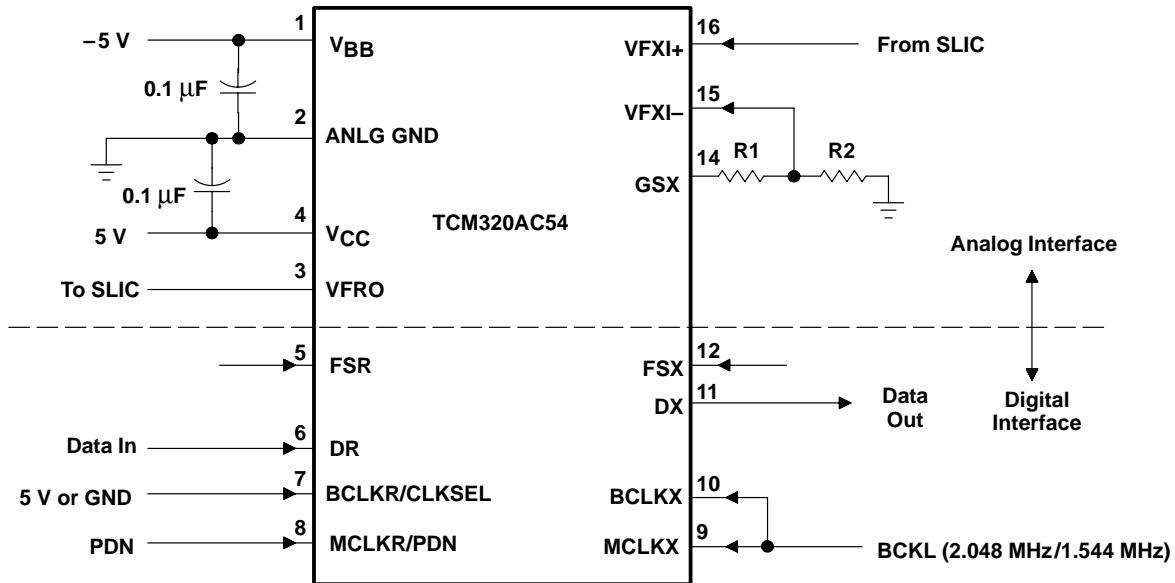 –5 V
1
VBB
0.1 μF
2
ANLG GND
0.1 μF
4
5 V
VCC
3
To SLIC
VFRO
TCM320AC54
16
VFXI+
From SLIC
15
VFXI–
14
R1
R2
GSX
Analog Interface
5
FSR
12
FSX
11
DX
Data
Out
Digital
Interface
6
Data In
DR
7
5 V or GND
BCLKR/CLKSEL
8
PDN
MCLKR/PDN
10
BCLKX
9
MCLKX
BCKL (2.048 MHz/1.544 MHz)